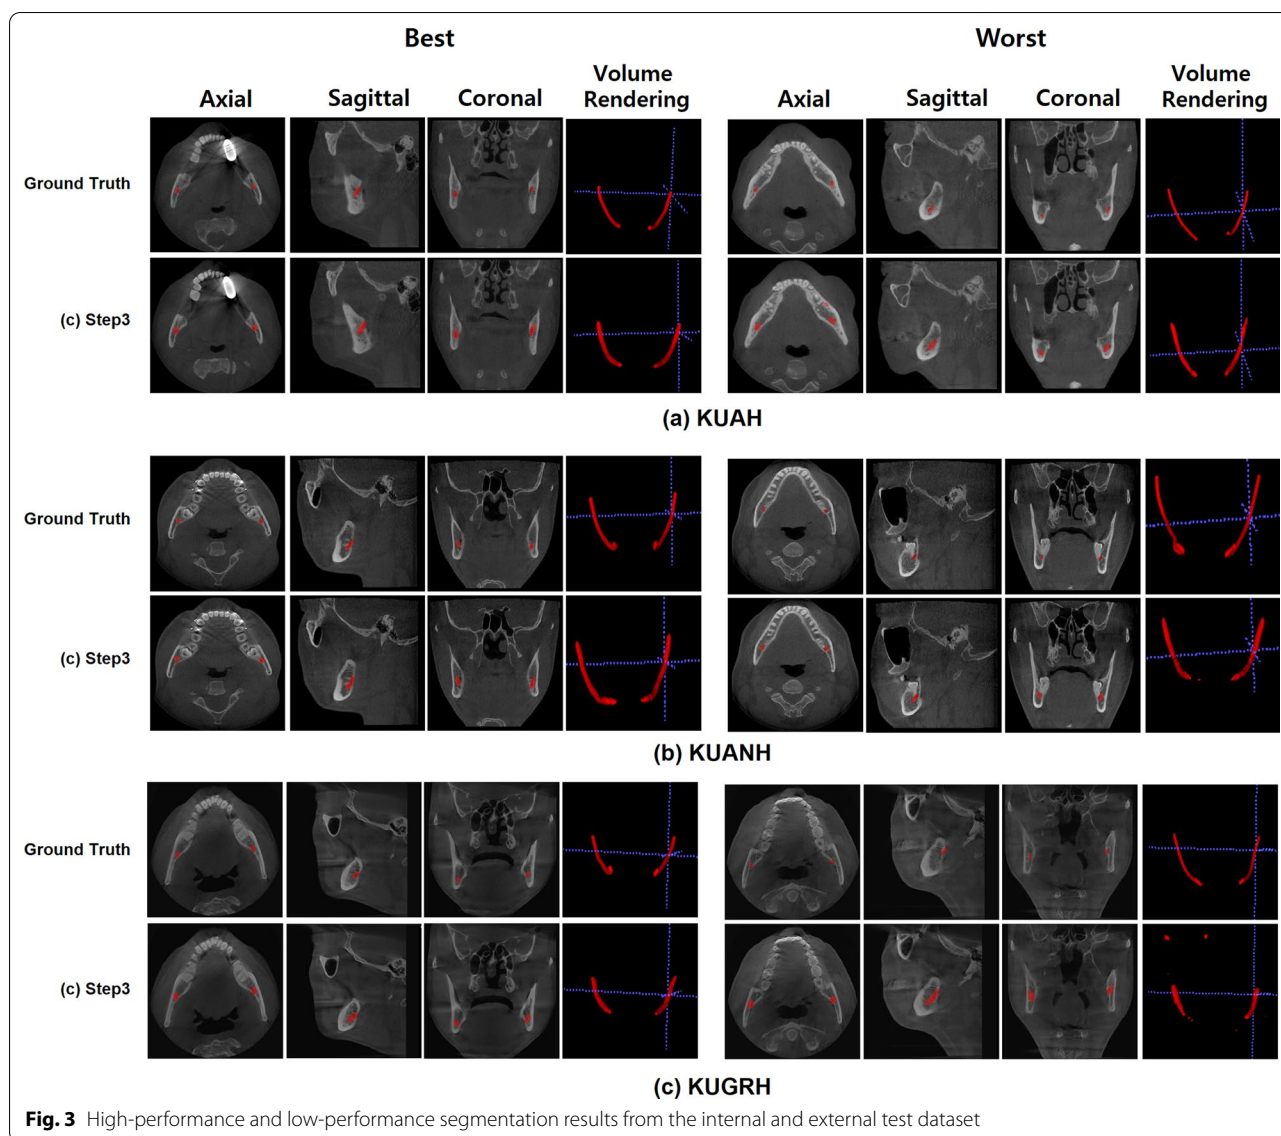 Best Worst
Axial Sagittal Coronal Volume Rendering Axial Sagittal Coronal Volume Rendering
Ground Truth
(c) Step3
(a) KUAH
Ground Truth
(c) Step3
(b) KUANH
Ground Truth
(c) Step3
(c) KUGRH
Fig. 3 High-performance and low-performance segmentation results from the internal and external test dataset